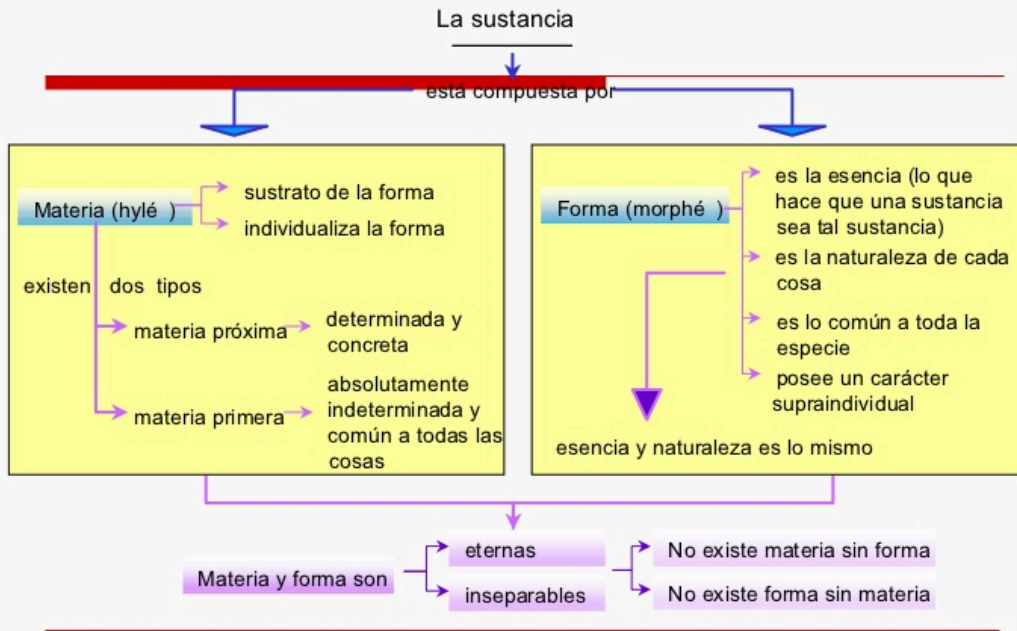 La sustancia
está compuesta por
Materia (hylé )
sustrato de la forma
individualiza la forma
existen dos tipos
materia próxima
determinada y
concreta
materia primera
absolutamente
indeterminada y
común a todas las
cosas
Forma (morphé )
es la esencia (lo que
hace que una sustancia
sea tal sustancia)
es la naturaleza de cada
cosa
es lo común a toda la
especie
posee un carácter
supraindividual
esencia y naturaleza es lo mismo
Materia y forma son
eternas
inseparables
No existe materia sin forma
No existe forma sin materia